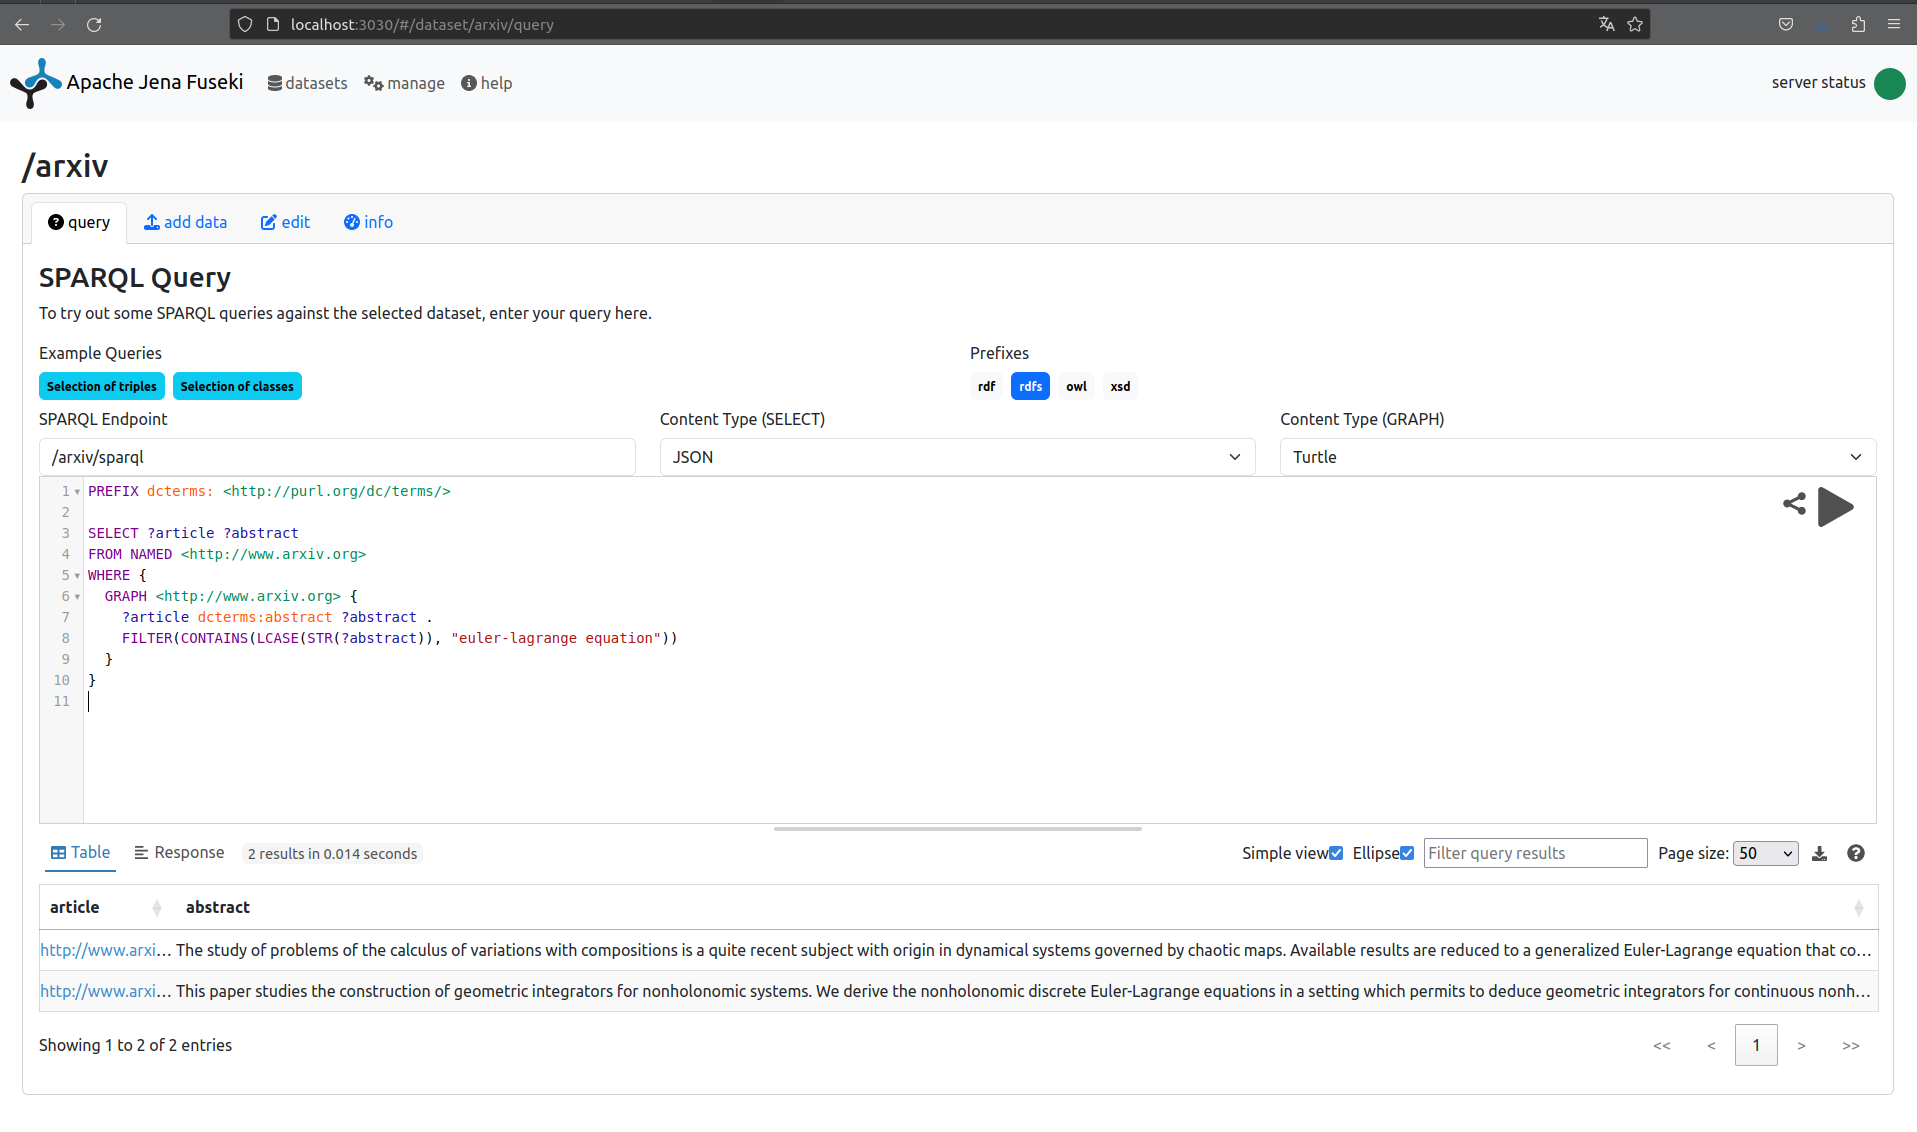 localhost:3030/#/dataset/arxiv/query
Apache Jena Fuseki datasets manage help server status
/arxiv
query add data edit info
SPARQL Query
To try out some SPARQL queries against the selected dataset, enter your query here.
Example Queries Prefixes
Selection of triples Selection of classes rdf rdfs owl xsd
SPARQL Endpoint Content Type (SELECT) Content Type (GRAPH)
/arxiv/sparql JSON Turtle
1 PREFIX dcterms: <http://purl.org/dc/terms/>
2
3 SELECT ?article ?abstract
4 FROM NAMED <http://www.arxiv.org>
5 WHERE {
6 GRAPH <http://www.arxiv.org> {
7 ?article dcterms:abstract ?abstract .
8 FILTER(CONTAINS(LCASE(STR(?abstract)), "euler-lagrange equation"))
9 }
10 }
11
Table Response 2 results in 0.014 seconds Simple view Ellipse Filter query results Page size: 50
article abstract
http://www.arxi… The study of problems of the calculus of variations with compositions is a quite recent subject with origin in dynamical systems governed by chaotic maps. Available results are reduced to a generalized Euler-Lagrange equation that co…
http://www.arxi… This paper studies the construction of geometric integrators for nonholonomic systems. We derive the nonholonomic discrete Euler-Lagrange equations in a setting which permits to deduce geometric integrators for continuous nonh…
Showing 1 to 2 of 2 entries << < 1 > >>